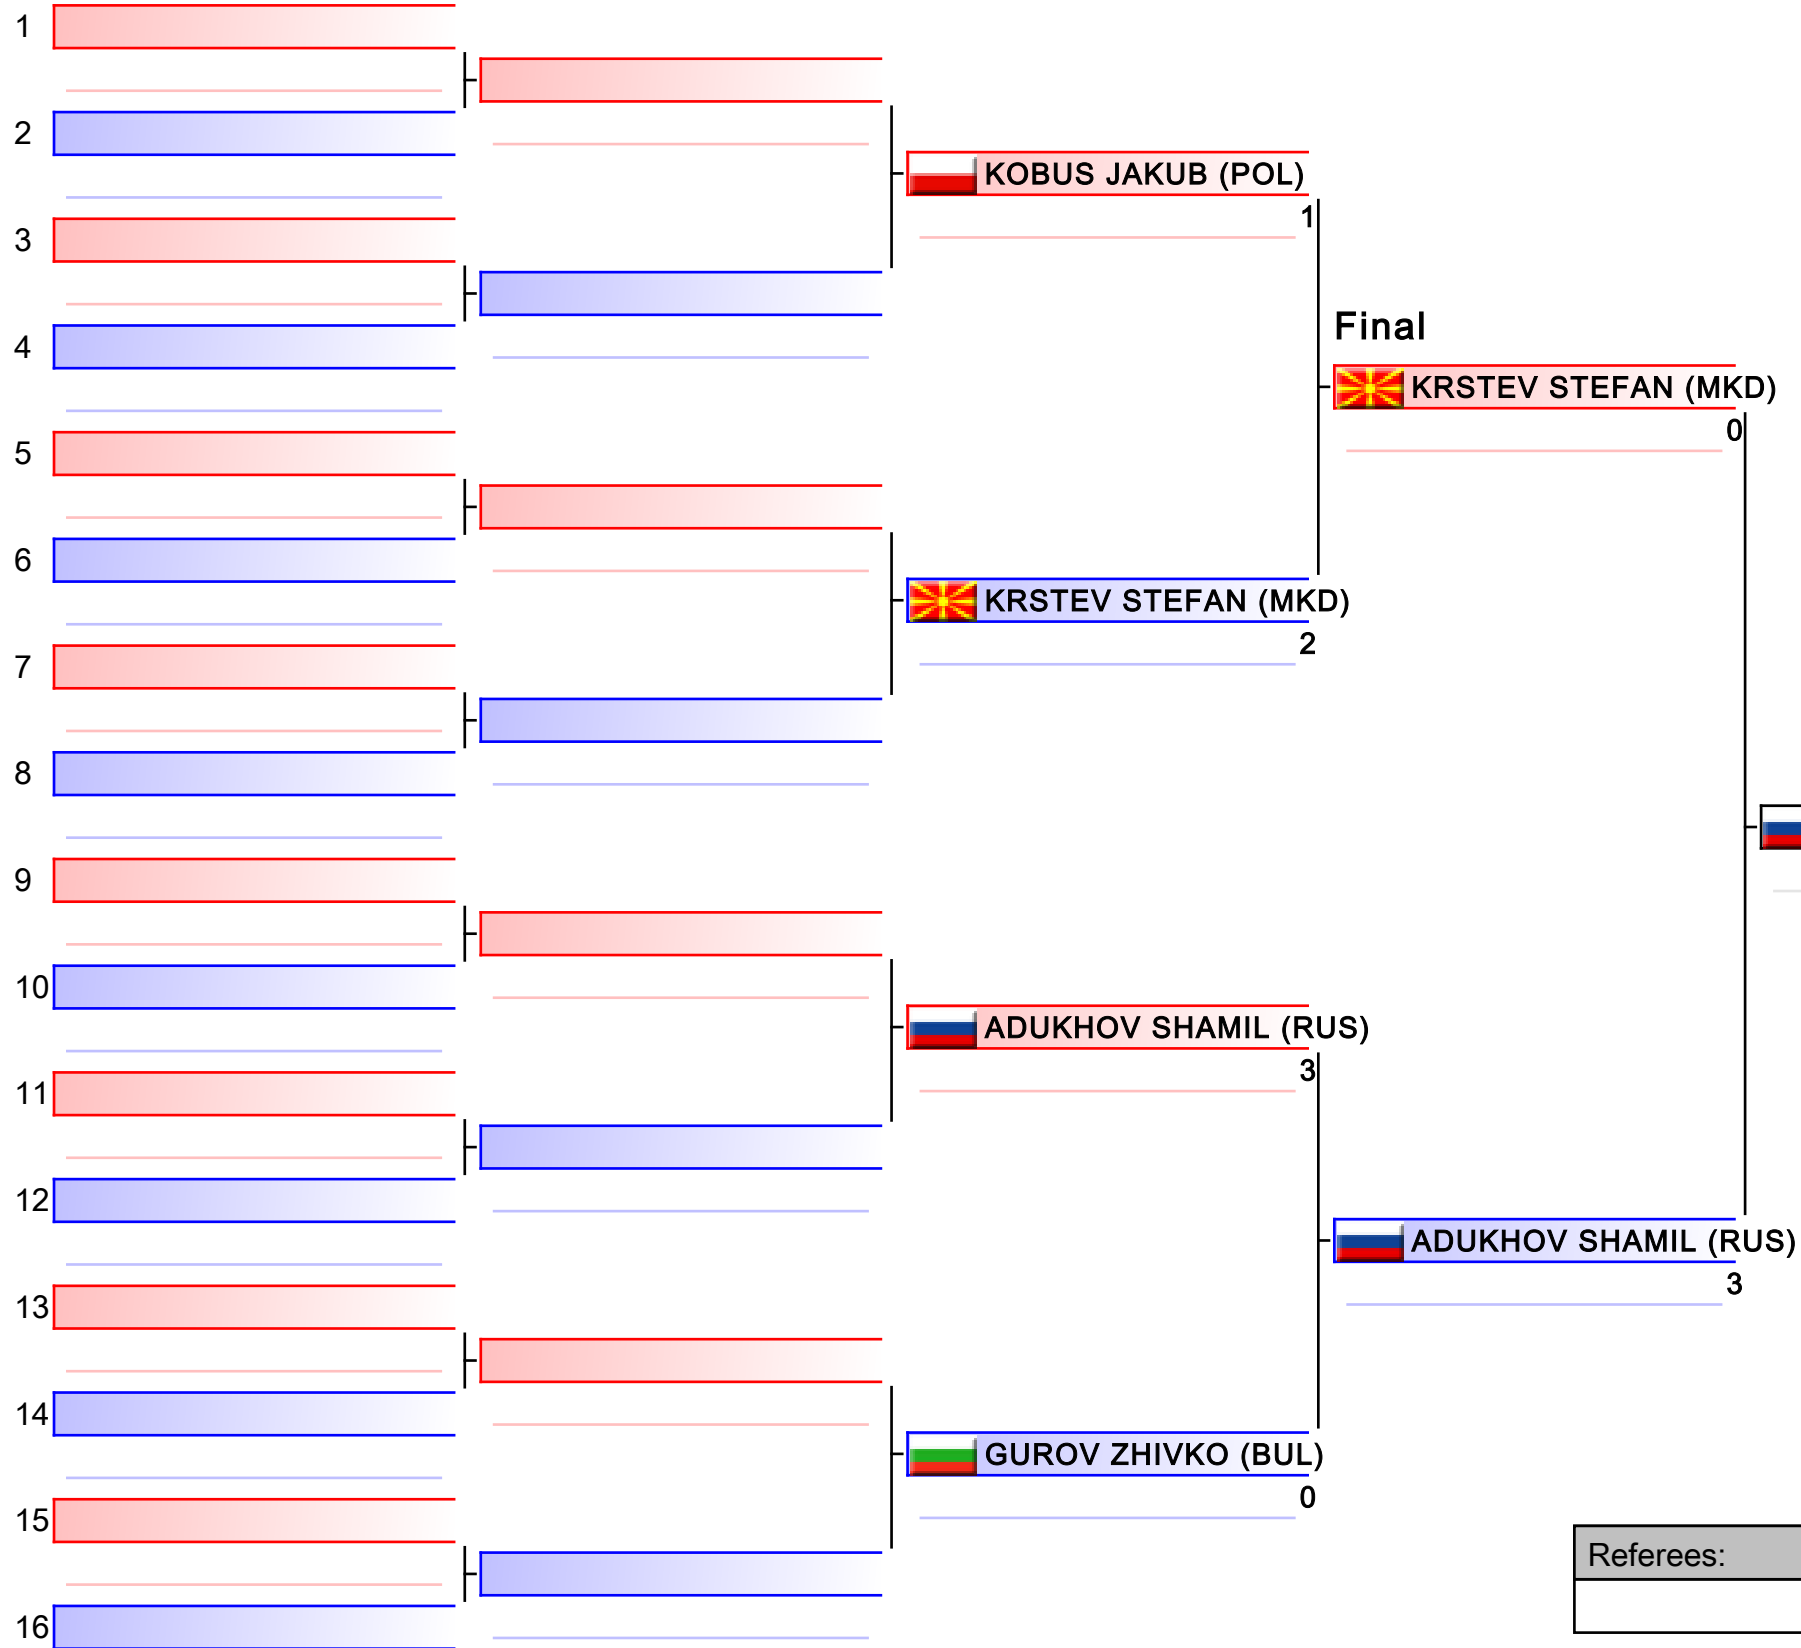 1
2
KOBUS JAKUB (POL)
3
1
Final
4
KRSTEV STEFAN (MKD)
0
5
6
KRSTEV STEFAN (MKD)
2
7
8
9
10
ADUKHOV SHAMIL (RUS)
3
11
12
ADUKHOV SHAMIL (RUS)
3
13
14
GUROV ZHIVKO (BUL)
0
15
Referees:
16